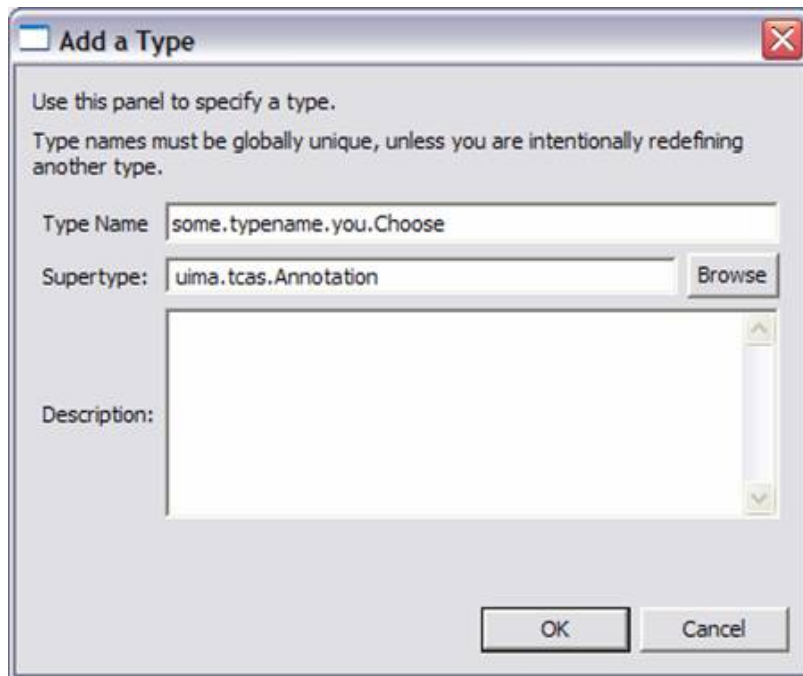 Add a Type
Use this panel to specify a type.
Type names must be globally unique, unless you are intentionally redefining
another type.
Type Name some.typename.you.Choose
Supertype: uima.tcas.Annotation Browse
Description:
OK Cancel